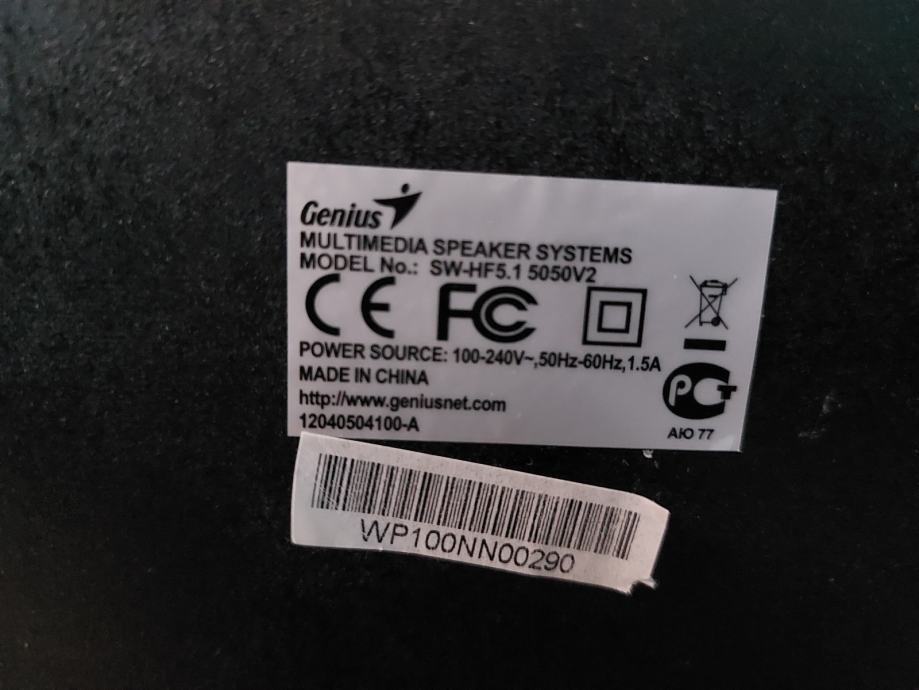 Genius
MULTIMEDIA SPEAKER SYSTEMS
MODEL No.: SW-HF5.1 5050V2
CE FC
POWER SOURCE: 100-240V~,50Hz-60Hz,1.5A
MADE IN CHINA
http://www.geniusnet.com
12040504100-A
РСТ
АЮ 77
WP100NN00290